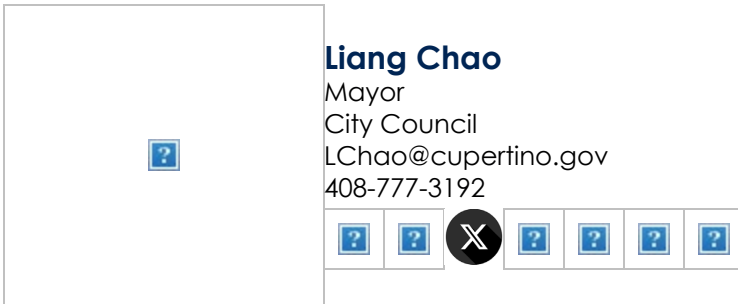 Liang Chao
Mayor
City Council
LChao@cupertino.gov
408-777-3192